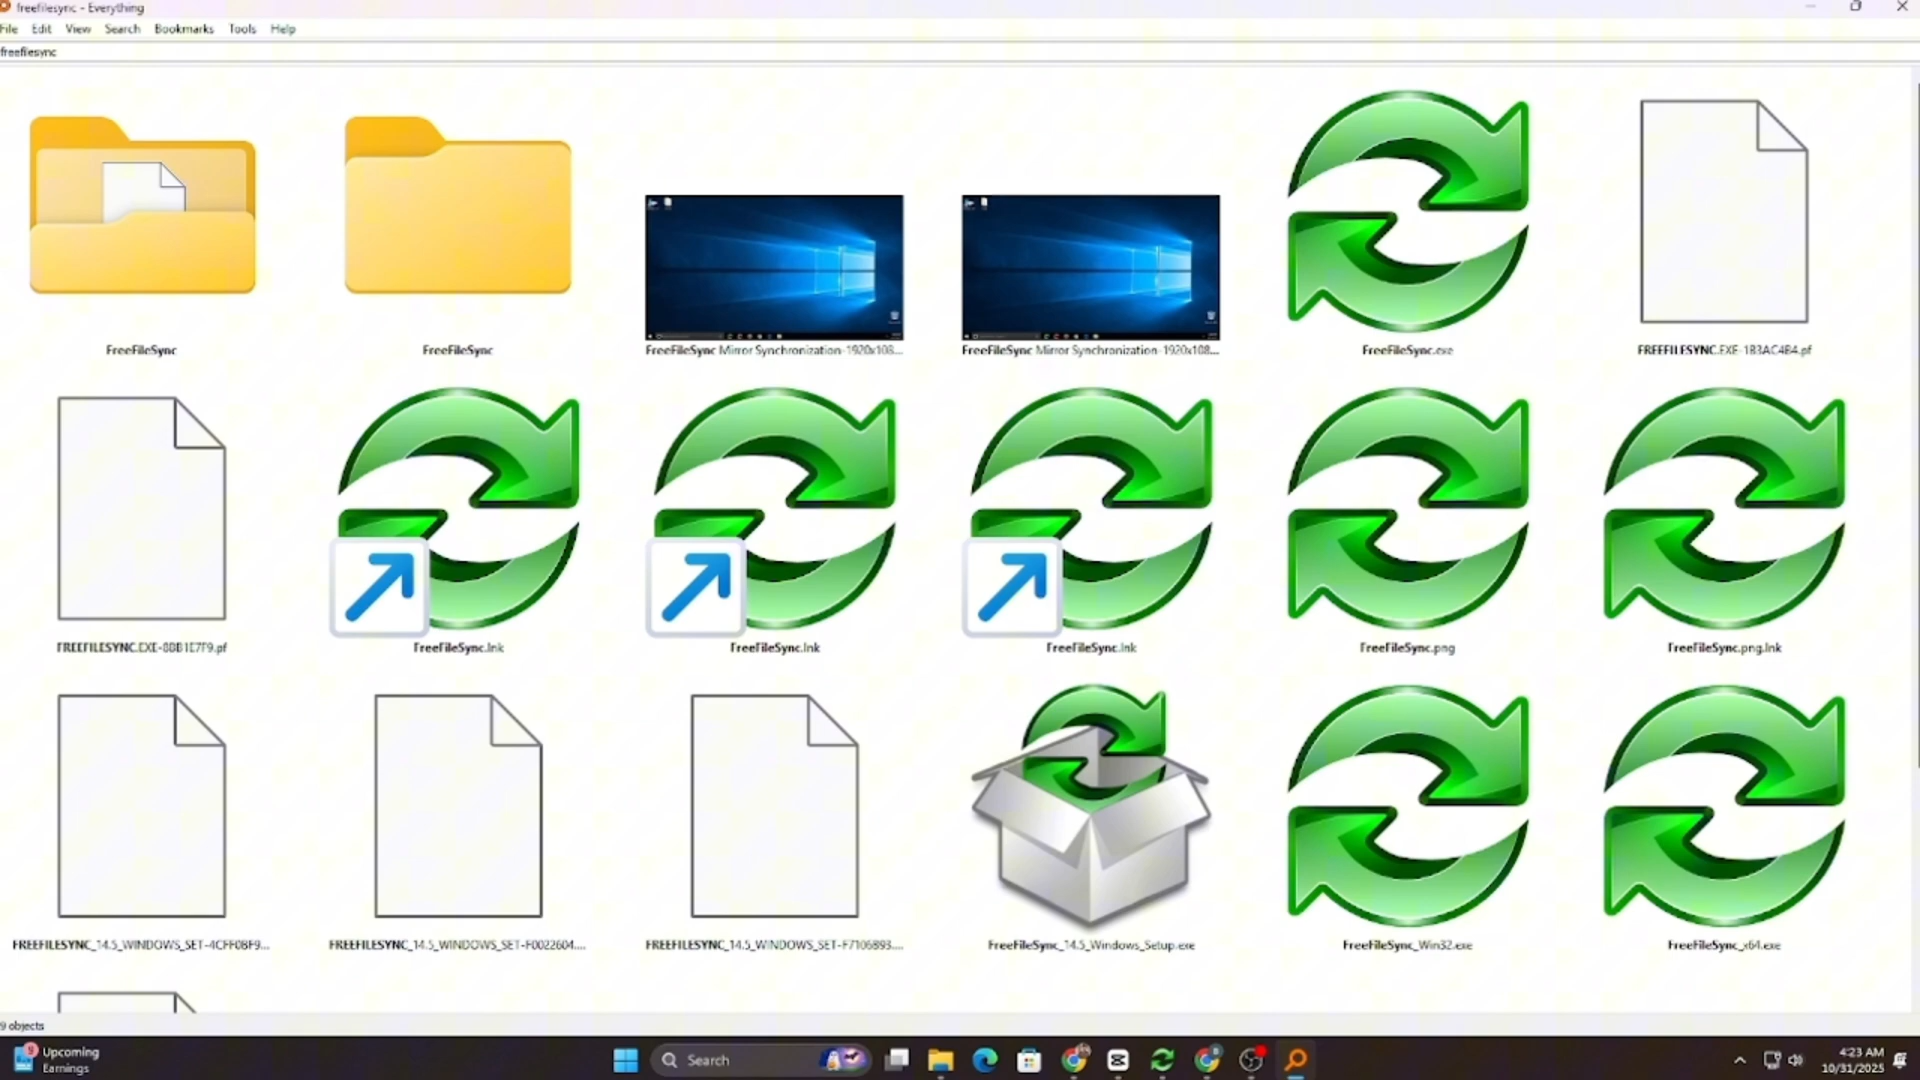 freefilesync - Everything
File Edit View Search Bookmarks Tools Help
freefilesync
FreeFileSync
FreeFileSync
FreeFileSync Mirror Synchronization-1920x108...
FreeFileSync Mirror Synchronization-1920x108...
FreeFileSync.exe
FREEFILESYNC.EXE-1B3AC4B4.pf
FREEFILESYNC.EXE-8BB1E7F9.pf
FreeFileSync.lnk
FreeFileSync.lnk
FreeFileSync.lnk
FreeFileSync.png
FreeFileSync.png.lnk
FREEFILESYNC_14.5_WINDOWS_SET-4CFF0BF9...
FREEFILESYNC_14.5_WINDOWS_SET-F0022604....
FREEFILESYNC_14.5_WINDOWS_SET-F7106B93....
FreeFileSync_14.5_Windows_Setup.exe
FreeFileSync_Win32.exe
FreeFileSync_x64.exe
9 objects
Upcoming
Earnings
Search
4:23 AM
10/31/2025